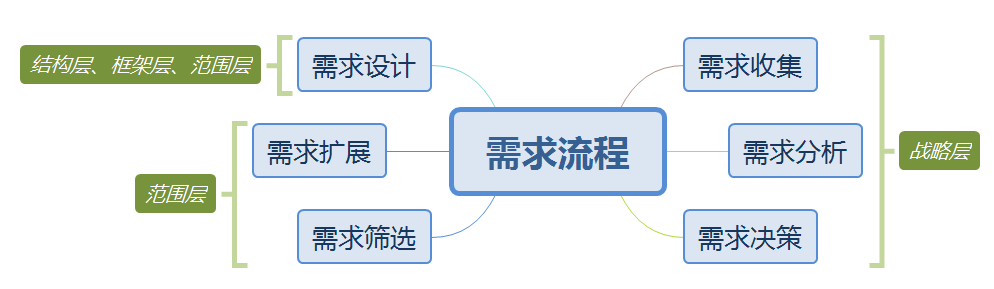 结构层、框架层、范围层
需求设计
需求收集
需求扩展
需求流程
需求分析
战略层
范围层
需求筛选
需求决策